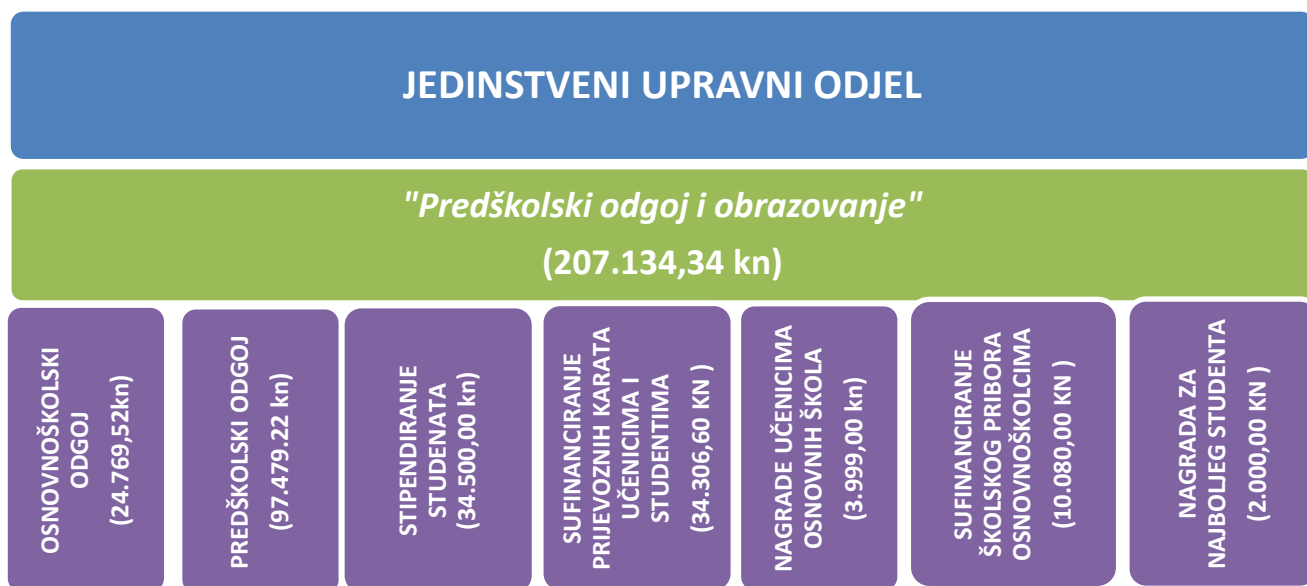 JEDINSTVENI UPRAVNI ODJEL
"Predškolski odgoj i obrazovanje"
(207.134,34 kn)
OSNOVNOŠKOLSKI
ODGOJ
(24.769,52kn)
PREDŠKOLSKI ODGOJ
(97.479.22 kn)
STIPENDIRANJE
STUDENATA
(34.500,00 kn)
SUFINANCIRANJE
PRIJEVOZNIH KARATA
UČENICIMA I
STUDENTIMA
(34.306,60 KN )
NAGRADE UČENICIMA
OSNOVNIH ŠKOLA
(3.999,00 kn)
SUFINANCIRANJE
ŠKOLSKOG PRIBORA
OSNOVNOŠKOLCIMA
(10.080,00 KN )
NAGRADA ZA
NAJBOLJEG STUDENTA
(2.000,00 KN )